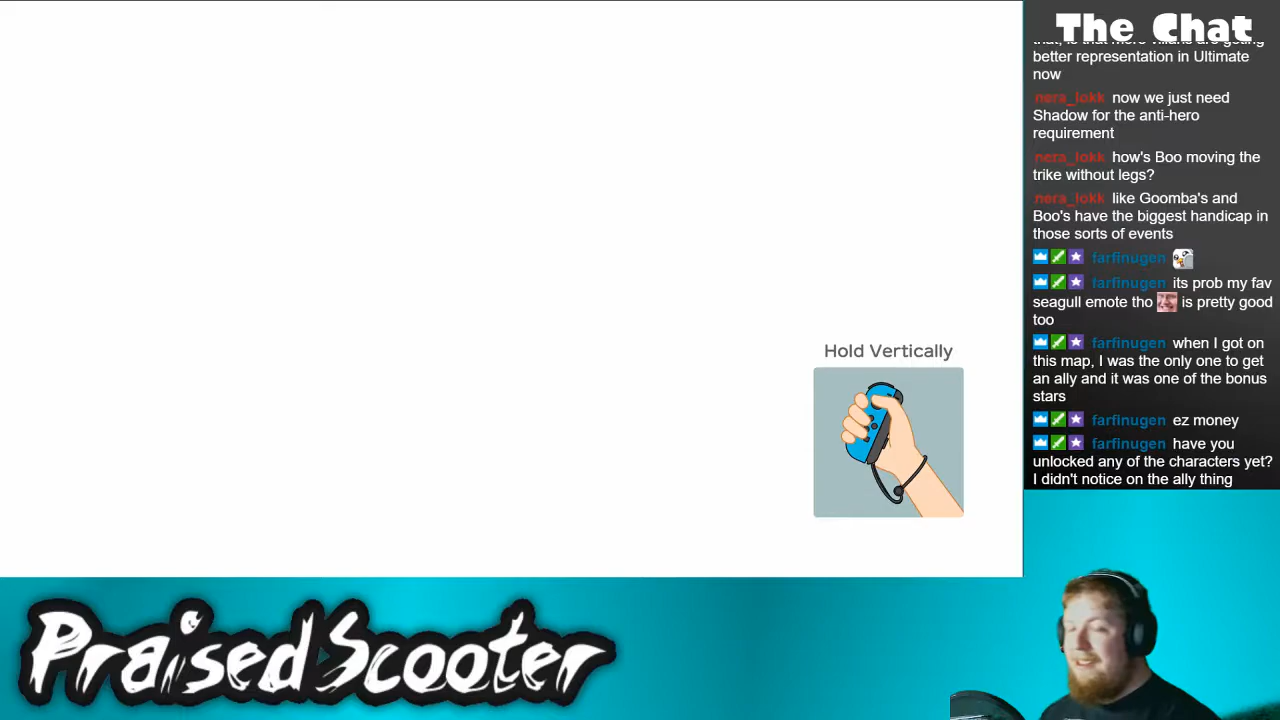 The Chat
better representation in Ultimate
now
nera_lokk now we just need
Shadow for the anti-hero
requirement
nera_lokk how's Boo moving the
trike without legs?
nera_lokk like Goomba's and
Boo's have the biggest handicap in
those sorts of events
farfinugen
farfinugen its prob my fav
seagull emote tho is pretty good
too
farfinugen when I got on
this map, I was the only one to get
an ally and it was one of the bonus
stars
farfinugen ez money
farfinugen have you
unlocked any of the characters yet?
I didn't notice on the ally thing
Hold Vertically
PraisedScooter